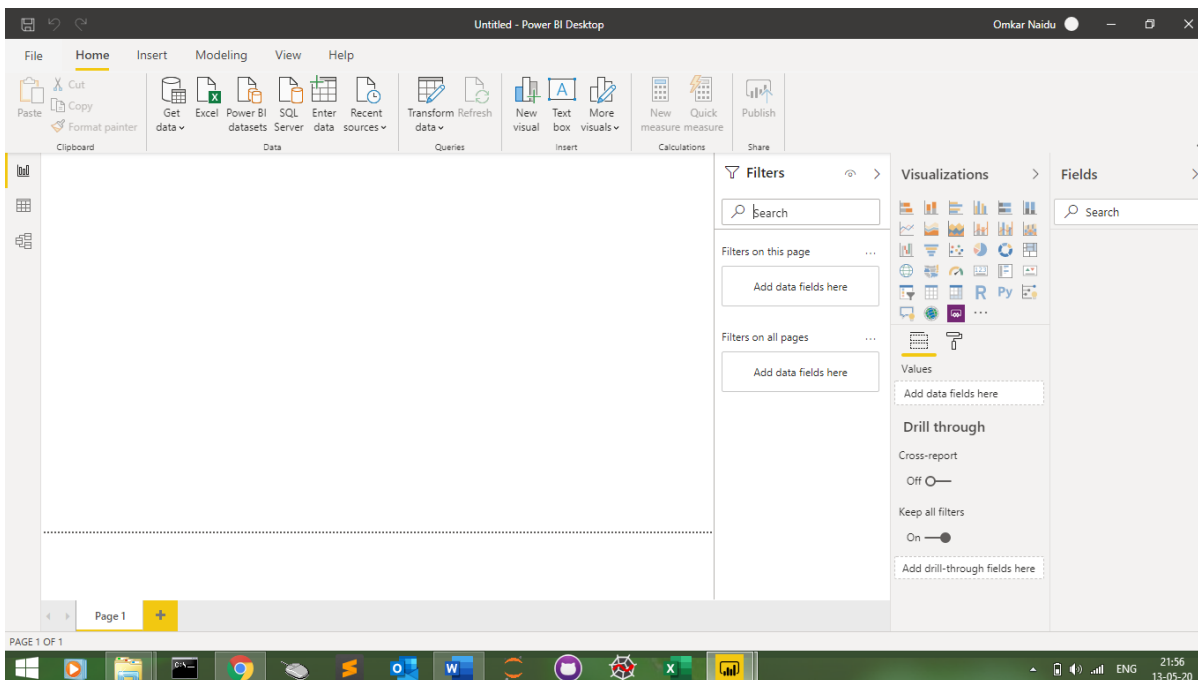 Untitled - Power BI Desktop
Omkar Naidu
File Home Insert Modeling View Help
Paste
Cut
Copy
Format painter
Clipboard
Get data
Excel
Power BI datasets
SQL Server
Enter data
Recent sources
Data
Transform data
Refresh
Queries
New visual
A
Text box
More visuals
Insert
New measure
Quick measure
Calculations
Publish
Share
Filters
Search
Filters on this page
...
Add data fields here
Filters on all pages
...
Add data fields here
Visualizations
123
R Py
...
Values
Add data fields here
Drill through
Cross-report
Off
Keep all filters
On
Add drill-through fields here
Fields
Search
Page 1
+
PAGE 1 OF 1
ENG
21:56
13-05-20